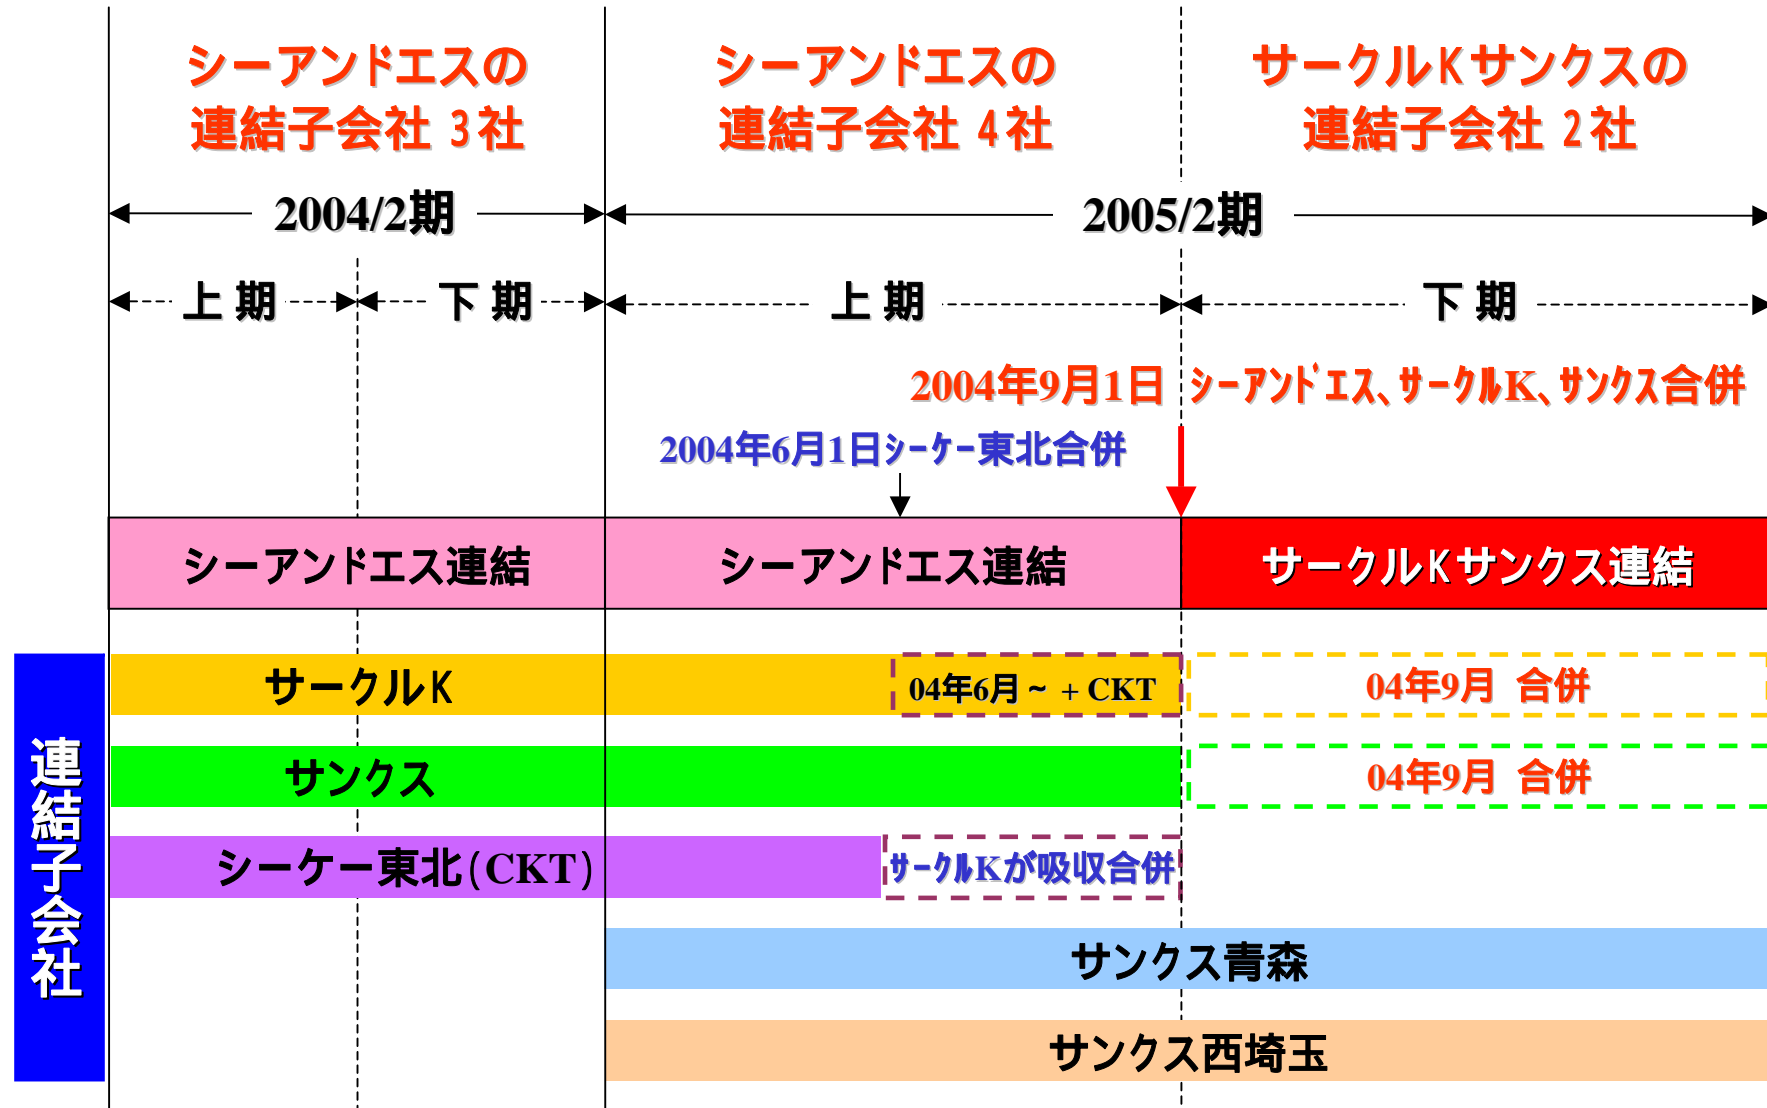 シーアンドエスの
連結子会社 3社
シーアンドエスの
連結子会社 4社
サークルKサンクスの
連結子会社 2社
2004/2期
2005/2期
上 期
下 期
上 期
下 期
2004年9月1日 ｼｰｱﾝﾄﾞｴｽ、ｻｰｸﾙK、ｻﾝｸｽ合併
2004年6月1日ｼｰｹｰ東北合併
シーアンドエス連結
シーアンドエス連結
サークルKサンクス連結
連結子会社
サークルK
04年6月~ + CKT
04年9月 合併
サンクス
04年9月 合併
シーケー東北(CKT)
ｻｰｸﾙKが吸収合併
サンクス青森
サンクス西埼玉